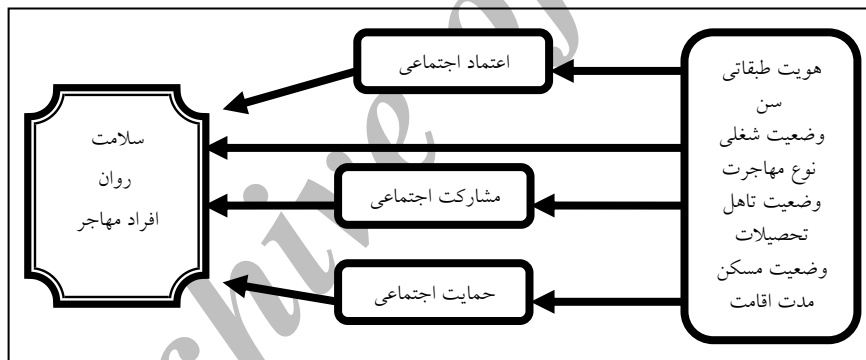 هویت طبقاتی
سن
وضعیت شغلی
نوع مهاجرت
وضعیت تاهل
تحصیلات
وضعیت مسکن
مدت اقامت
اعتماد اجتماعی
مشارکت اجتماعی
حمایت اجتماعی
سلامت
روان
افراد مهاجر